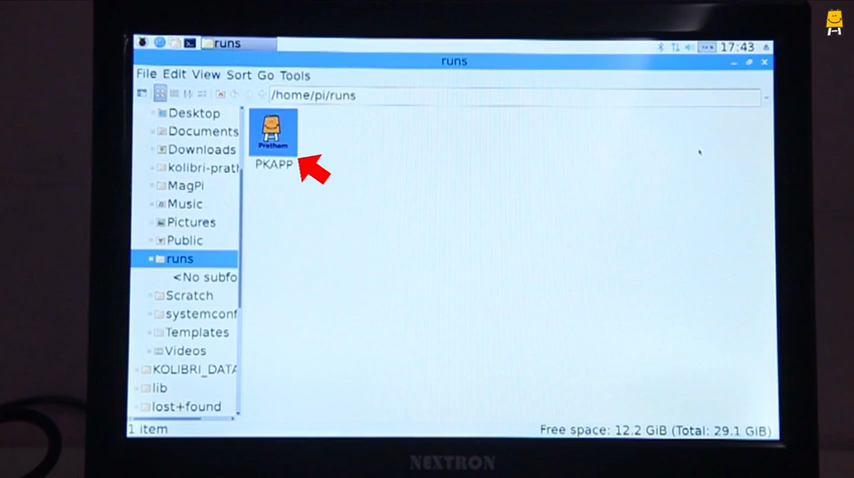 runs
17:43
runs
File Edit View Sort Go Tools
/home/pi/runs
Desktop
Documents
Downloads
kolibri-prath
MagPi
Music
Pictures
Public
runs
<No subfo
Scratch
systemconf
Templates
Videos
KOLIBRI_DATA
lib
lost+found
Pratham
PKAPP
1 item
Free space: 12.2 GiB (Total: 29.1 GiB)
NEXTRON